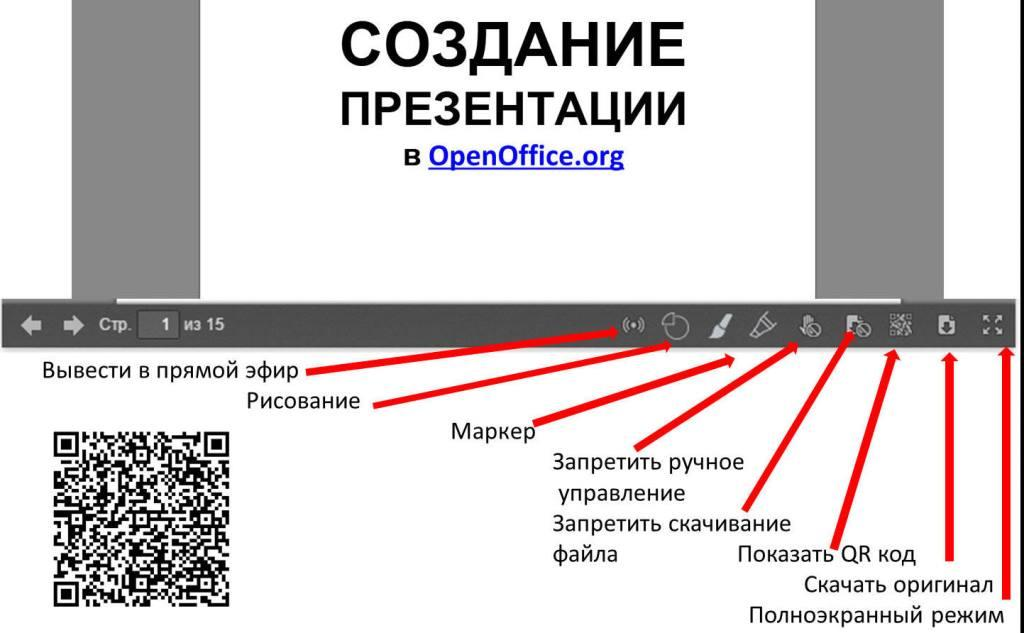 СОЗДАНИЕ
ПРЕЗЕНТАЦИИ
в OpenOffice.org
Стр. 1 из 15
Вывести в прямой эфир
Рисование
Маркер
Запретить ручное
управление
Запретить скачивание
файла
Показать QR код
Скачать оригинал
Полноэкранный режим